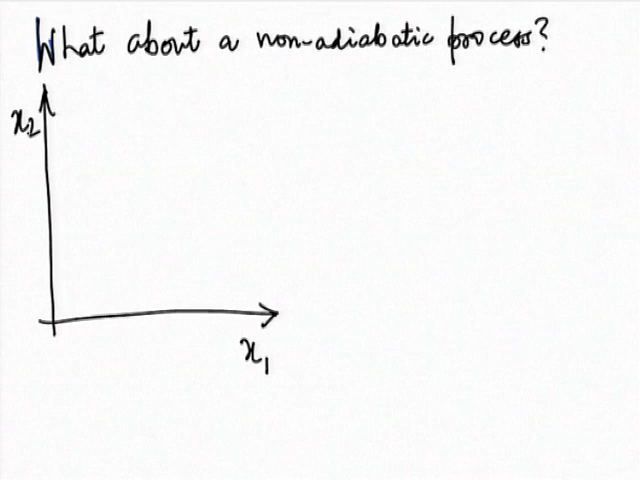 What about a non-adiabatic process?
x₂
x₁